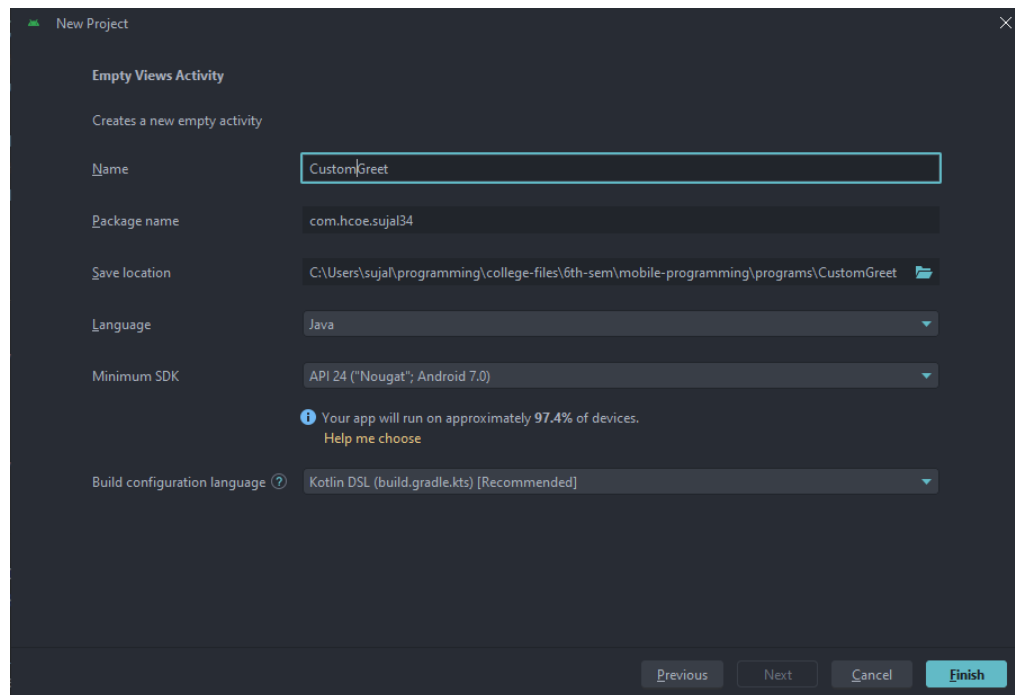 New Project
Empty Views Activity
Creates a new empty activity
Name
CustomGreet
Package name
com.hcoe.sujal34
Save location
C:\Users\sujal\programming\college-files\6th-sem\mobile-programming\programs\CustomGreet
Language
Java
Minimum SDK
API 24 ("Nougat"; Android 7.0)
Your app will run on approximately 97.4% of devices.
Help me choose
Build configuration language ?
Kotlin DSL (build.gradle.kts) [Recommended]
Previous
Next
Cancel
Finish